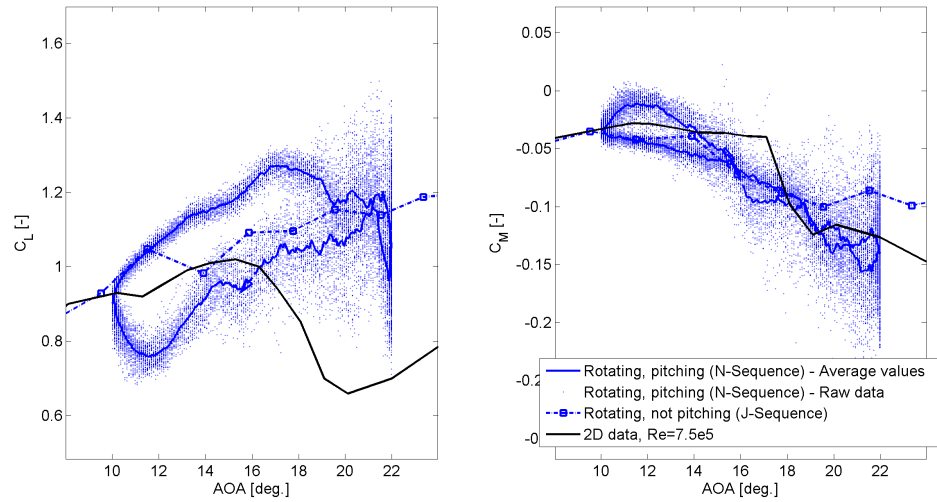 1.6
1.4
1.2
1
0.8
0.6
C_L [-]
10 12 14 16 18 20 22
AOA [deg.]
0.05
0
-0.05
-0.1
-0.15
-0.2
-0.2
-0
C_M [-]
10 12 14 16 18 20 22
AOA [deg.]
Rotating, pitching (N-Sequence) - Average values
Rotating, pitching (N-Sequence) - Raw data
Rotating, not pitching (J-Sequence)
2D data, Re=7.5e5